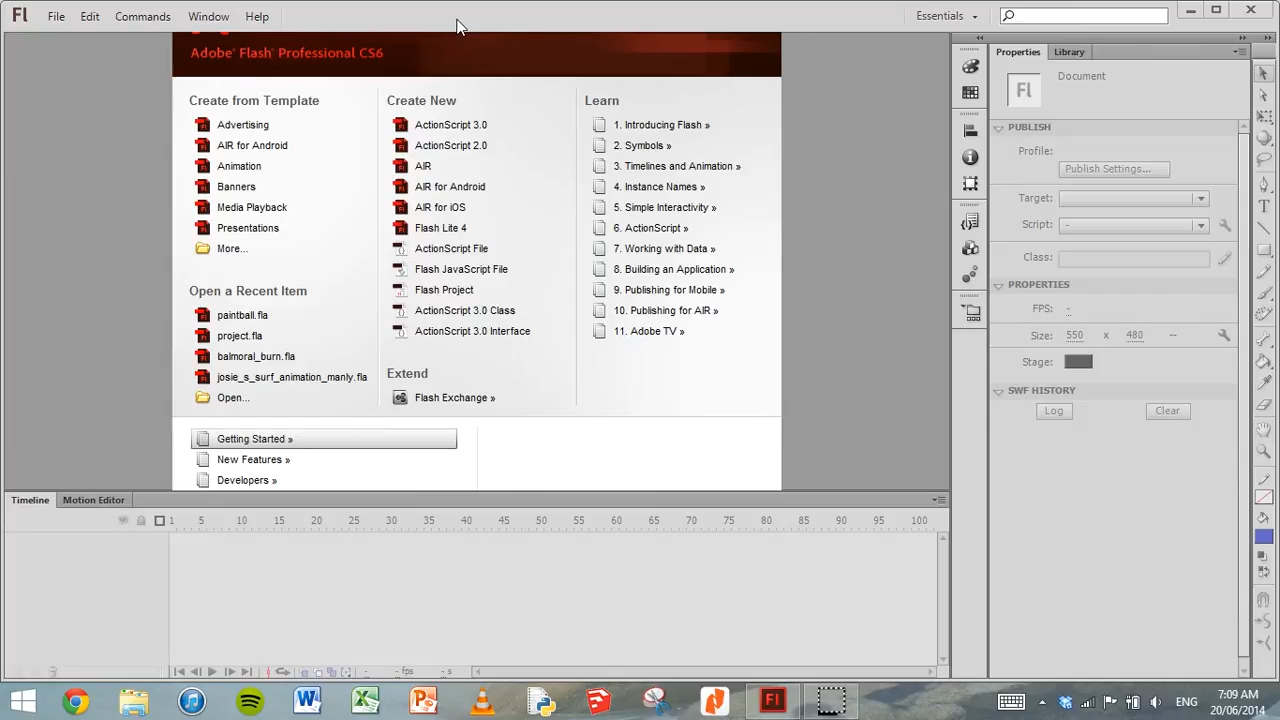 Fl File Edit Commands Window Help Essentials
Adobe® Flash® Professional CS6
Create from Template
Advertising
AIR for Android
Animation
Banners
Media Playback
Presentations
More...
Open a Recent Item
paintball.fla
project.fla
balmoral_burn.fla
josie_s_surf_animation_manly.fla
Open...
Create New
ActionScript 3.0
ActionScript 2.0
AIR
AIR for Android
AIR for iOS
Flash Lite 4
ActionScript File
Flash JavaScript File
Flash Project
ActionScript 3.0 Class
ActionScript 3.0 Interface
Extend
Flash Exchange »
Learn
1. Introducing Flash »
2. Symbols »
3. Timelines and Animation »
4. Instance Names »
5. Simple Interactivity »
6. ActionScript »
7. Working with Data »
8. Building an Application »
9. Publishing for Mobile »
10. Publishing for AIR »
11. Adobe TV »
Getting Started »
New Features »
Developers »
Properties Library
Fl Document
PUBLISH
Profile:
Publish Settings...
Target:
Script:
Class:
PROPERTIES
FPS: -
Size: 550 x 480 --
Stage:
SWF HISTORY
Log Clear
Timeline Motion Editor
1 5 10 15 20 25 30 35 40 45 50 55 60 65 70 75 80 85 90 95 100
- - fps - s
Fl ENG 7:09 AM
20/06/2014